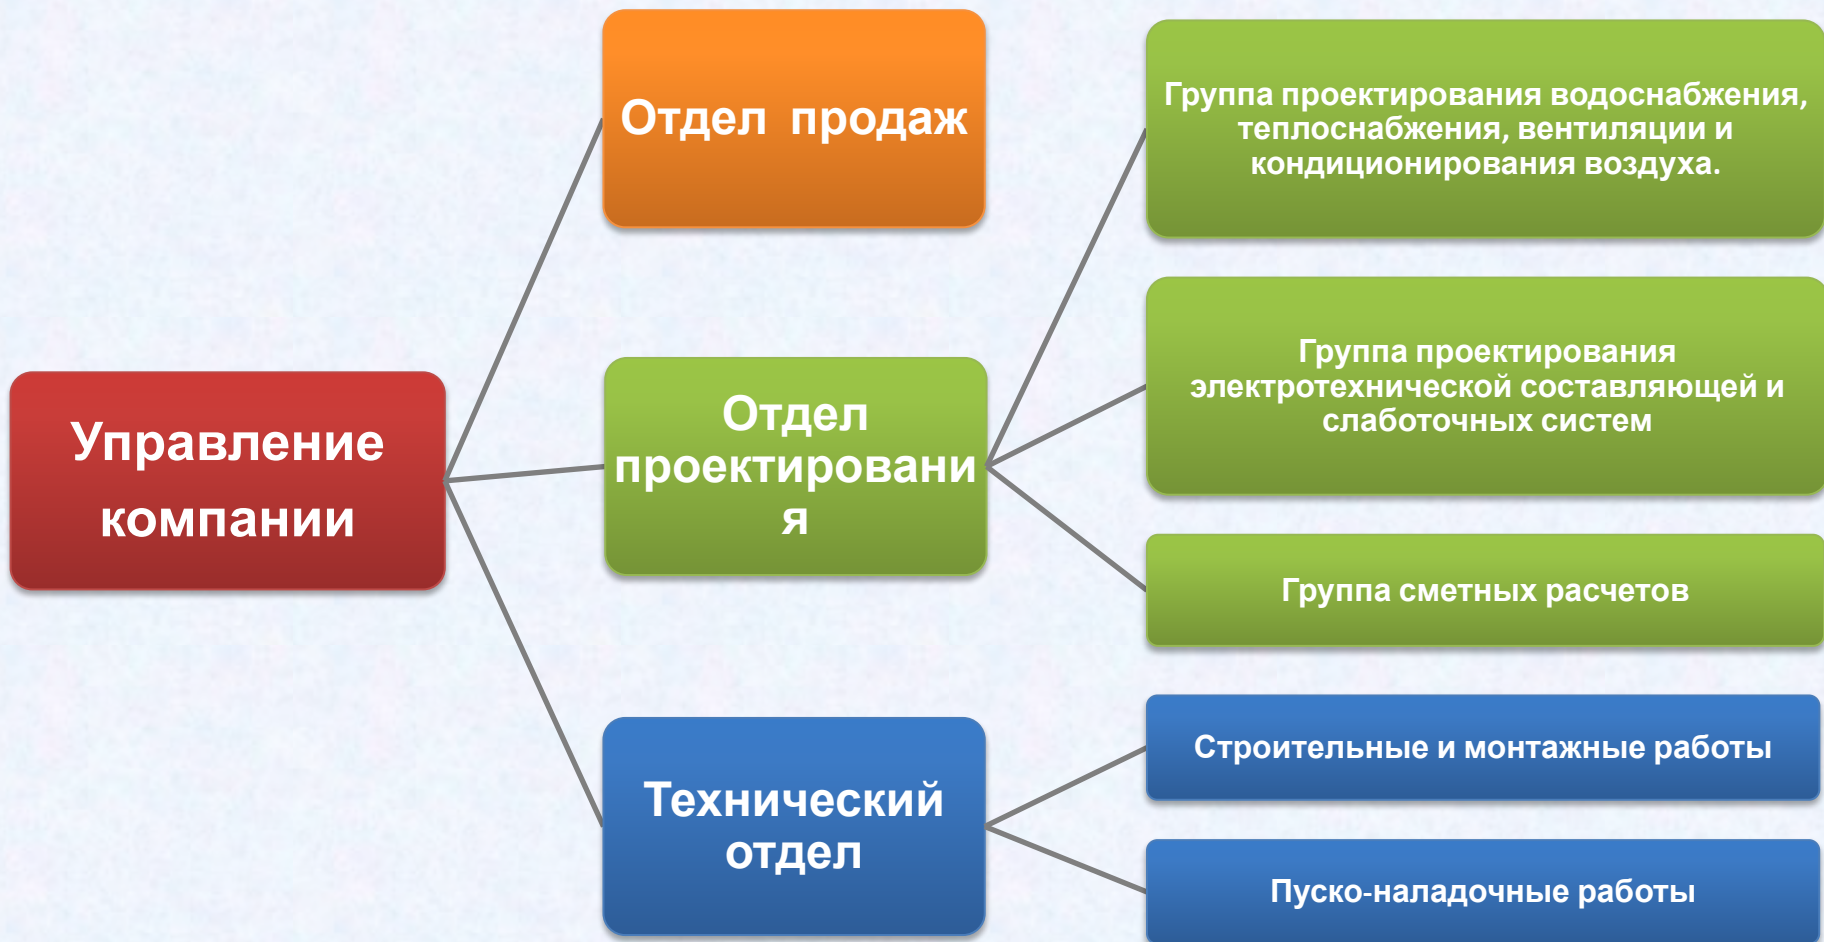 Отдел продаж
Группа проектирования водоснабжения,
теплоснабжения, вентиляции и
кондиционирования воздуха.
Группа проектирования
электротехнической составляющей и
слаботочных систем
Управление
компании
Отдел
проектировани
я
Группа сметных расчетов
Строительные и монтажные работы
Технический
отдел
Пуско-наладочные работы